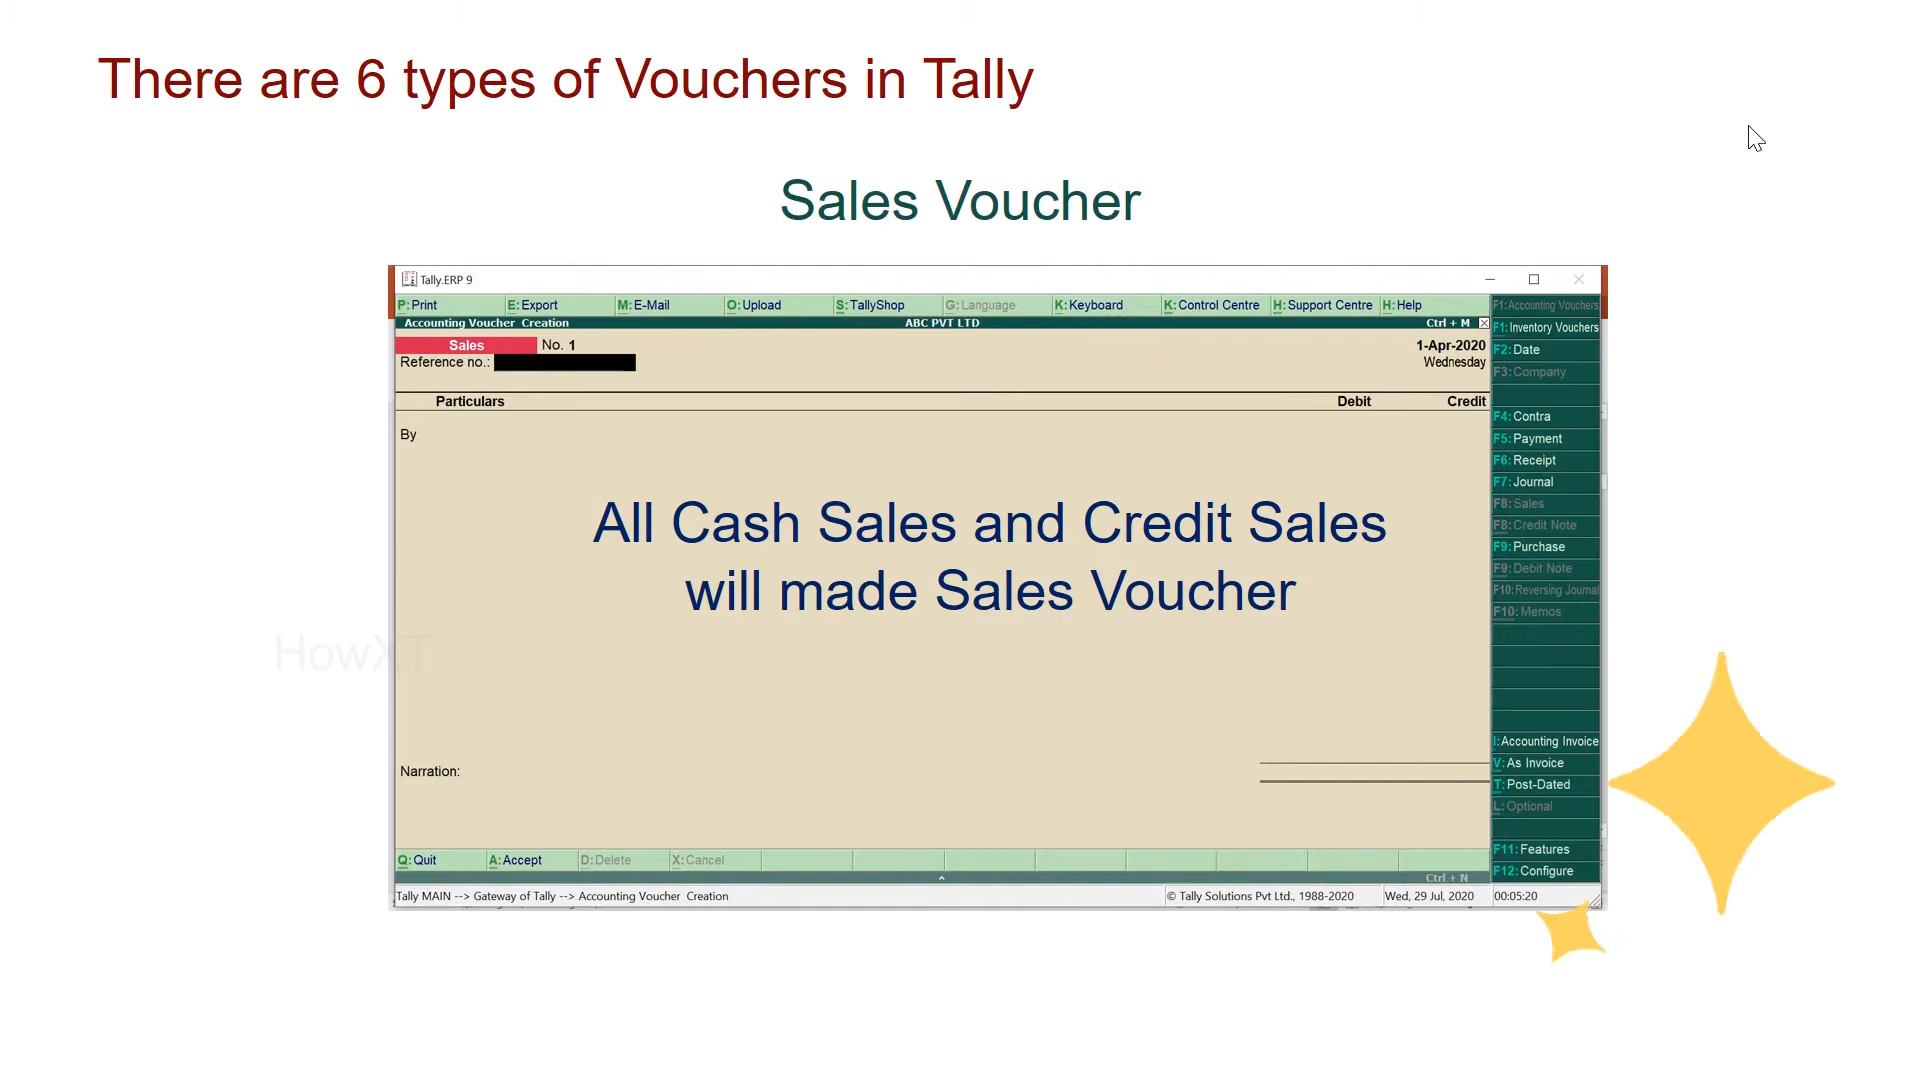 There are 6 types of Vouchers in Tally
Sales Voucher
Tally.ERP 9
P: Print E: Export M: E-Mail O: Upload S: TallyShop G: Language K: Keyboard K: Control Centre H: Support Centre H: Help
Accounting Voucher Creation ABC PVT LTD Ctrl + M
Sales No. 1 1-Apr-2020
Reference no.: Wednesday
Particulars Debit Credit
By
All Cash Sales and Credit Sales
will made Sales Voucher
HowXT
Narration:
Q: Quit A: Accept D: Delete X: Cancel
Ctrl + N
Tally MAIN --> Gateway of Tally --> Accounting Voucher Creation © Tally Solutions Pvt Ltd., 1988-2020 Wed, 29 Jul, 2020 00:05:20
F1: Accounting Vouchers
F1: Inventory Vouchers
F2: Date
F3: Company
F4: Contra
F5: Payment
F6: Receipt
F7: Journal
F8: Sales
F8: Credit Note
F9: Purchase
F9: Debit Note
F10: Reversing Journal
F10: Memos
I: Accounting Invoice
V: As Invoice
T: Post-Dated
L: Optional
F11: Features
F12: Configure